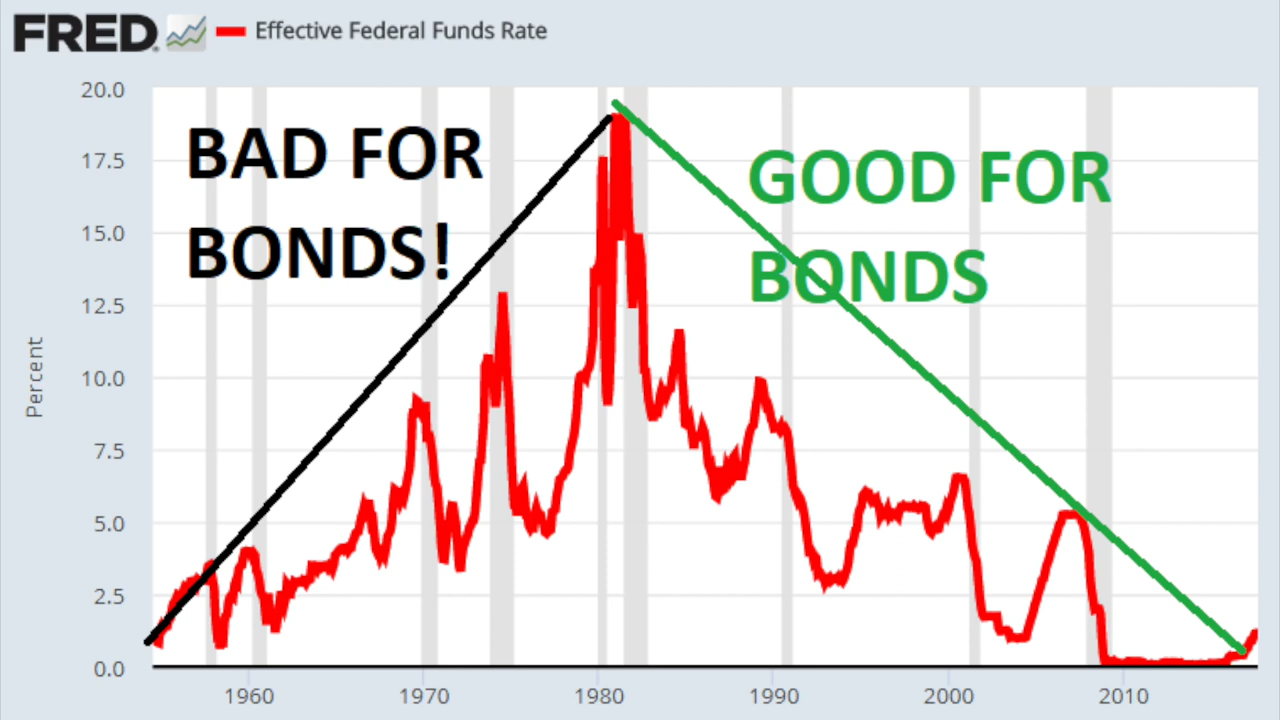 FRED Effective Federal Funds Rate
20.0
17.5
15.0
12.5
10.0
7.5
5.0
2.5
0.0
Percent
BAD FOR
BONDS!
GOOD FOR
BONDS
1960 1970 1980 1990 2000 2010